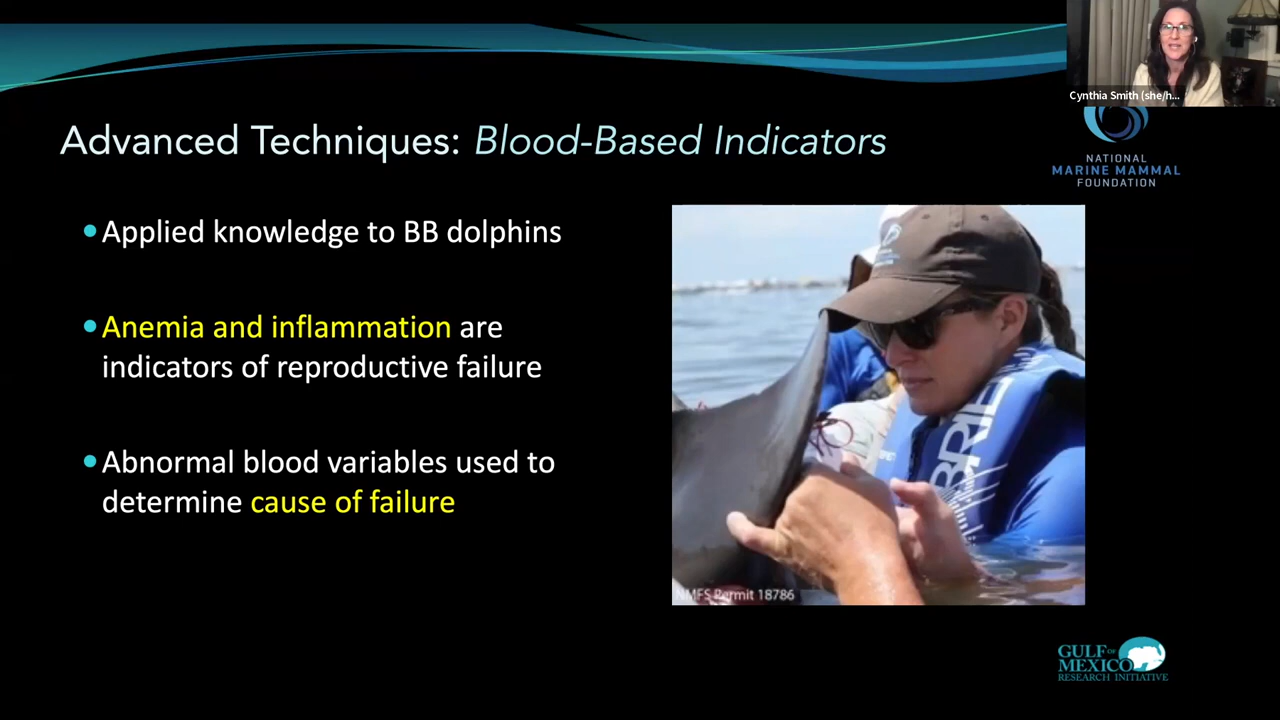 Cynthia Smith (she/h...
Advanced Techniques: Blood-Based Indicators
NATIONAL
MARINE MAMMAL
FOUNDATION
•Applied knowledge to BB dolphins
•Anemia and inflammation are
indicators of reproductive failure
•Abnormal blood variables used to
determine cause of failure
BRIE
NMFS Permit 18786
GULF OF
MEXICO
RESEARCH INITIATIVE